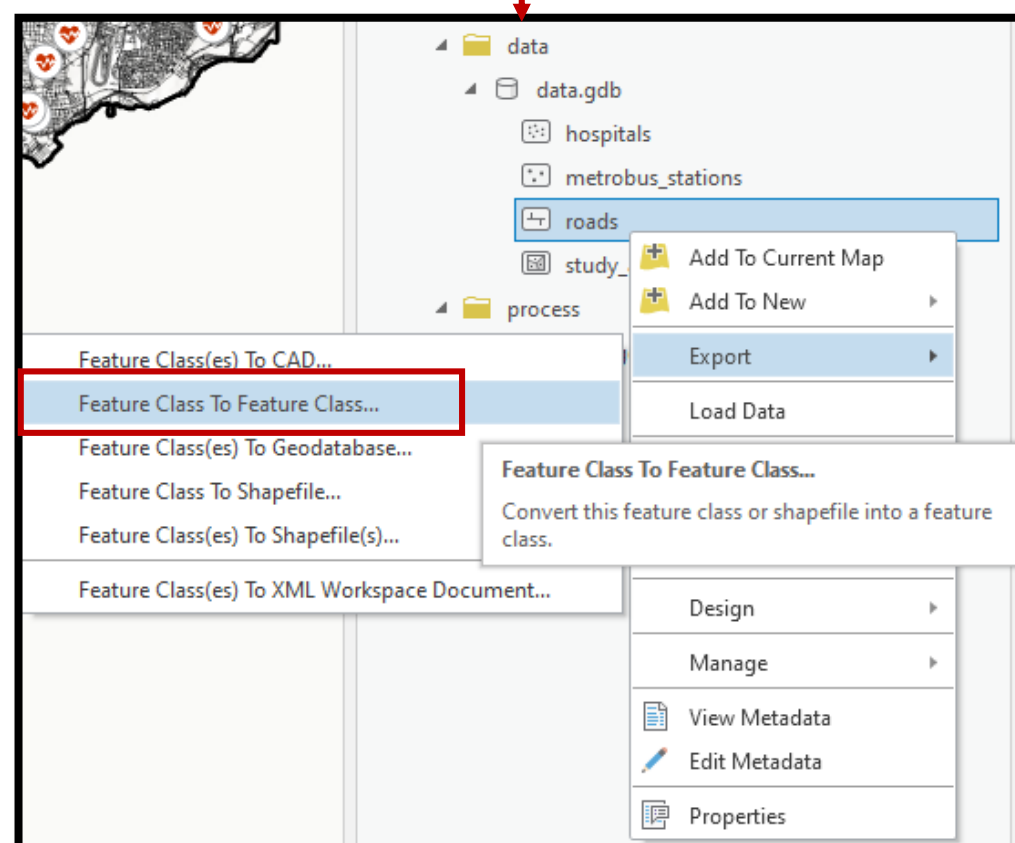 data
data.gdb
hospitals
metrobus_stations
roads
study_
process
Add To Current Map
Add To New
Export
Load Data
Design
Manage
View Metadata
Edit Metadata
Properties
Feature Class(es) To CAD...
Feature Class To Feature Class...
Feature Class(es) To Geodatabase...
Feature Class To Shapefile...
Feature Class(es) To Shapefile(s)...
Feature Class(es) To XML Workspace Document...
Feature Class To Feature Class...
Convert this feature class or shapefile into a feature
class.